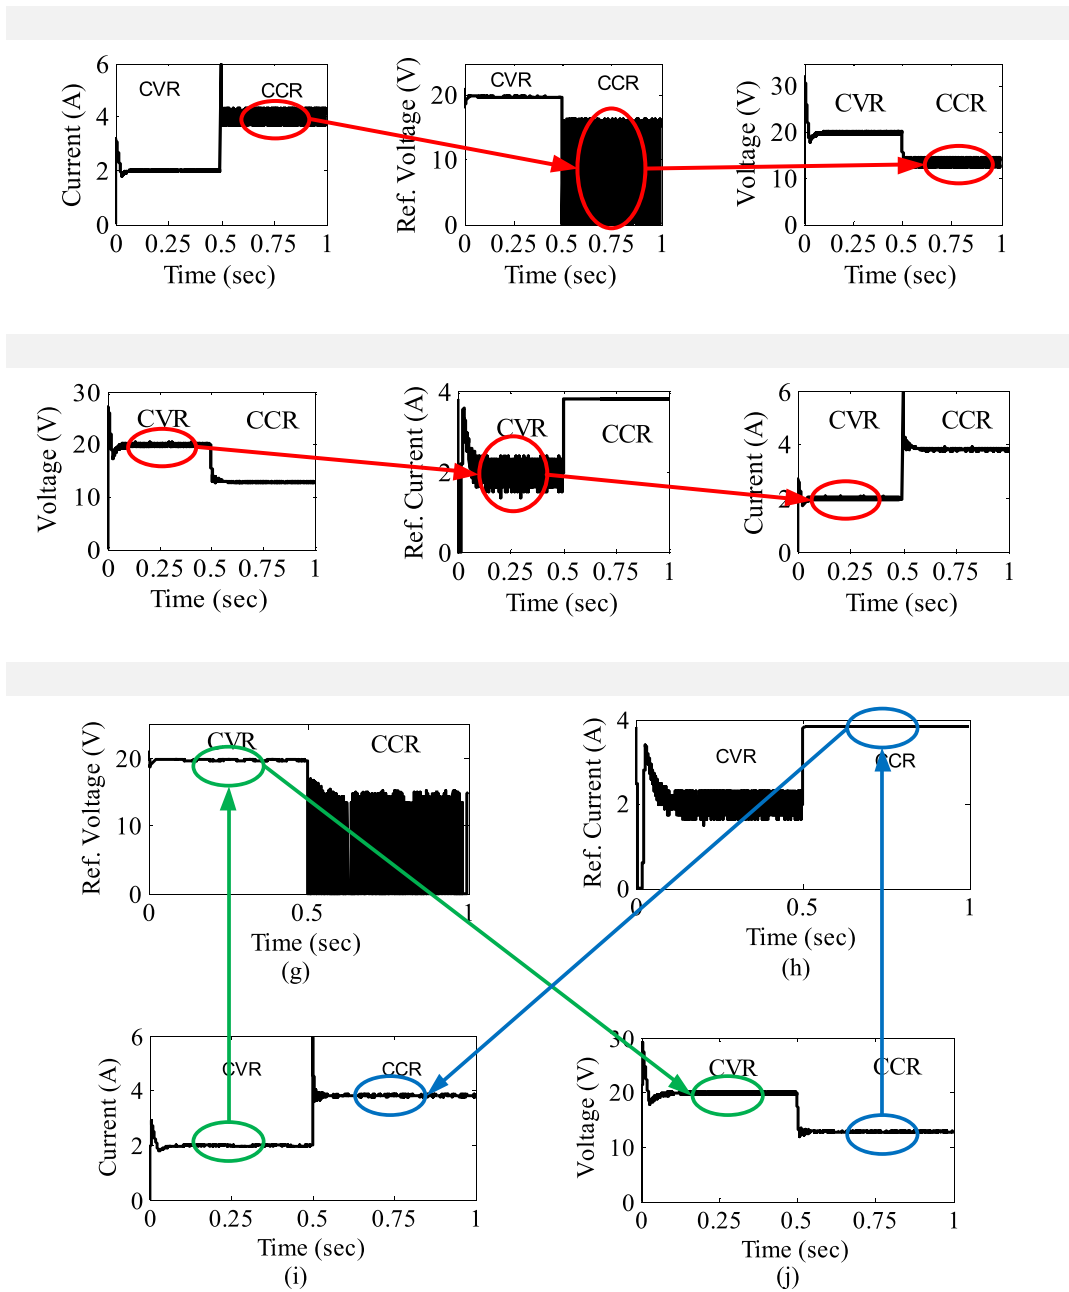 6
4
2
0
Current (A)
CVR
CCR
0 0.25 0.5 0.75 1
Time (sec)
20
10
0
Ref. Voltage (V)
CVR
CCR
0 0.25 0.5 0.75 1
Time (sec)
30
20
10
0
Voltage (V)
CVR
CCR
0 0.25 0.5 0.75 1
Time (sec)
30
20
10
0
Voltage (V)
CVR
CCR
0 0.25 0.5 0.75 1
Time (sec)
4
2
0
Ref. Current (A)
CVR
CCR
0 0.25 0.5 0.75 1
Time (sec)
6
4
2
0
Current (A)
CVR
CCR
0 0.25 0.5 0.75 1
Time (sec)
20
10
0
Ref. Voltage (V)
CVR
CCR
0 0.5 1
Time (sec)
(g)
4
2
0
Ref. Current (A)
CVR
CCR
0 0.5 1
Time (sec)
(h)
6
4
2
0
Current (A)
CVR
CCR
0 0.25 0.5 0.75 1
Time (sec)
(i)
30
20
10
0
Voltage (V)
CVR
CCR
0 0.25 0.5 0.75 1
Time (sec)
(j)